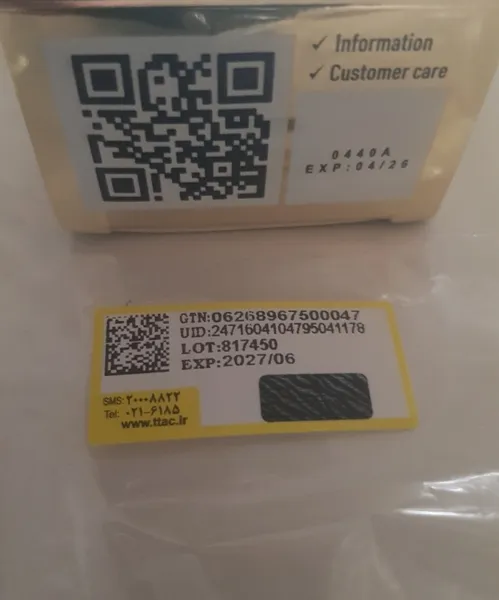 ✓ Information
✓ Customer care
0440A
EXP:04/26
GTN:06268967500047
UID:2471604104795041178
LOT:817450
EXP:2027/06
SMS: ۲۰۰۰۸۸۲۲
Tel: ۰۲۱-۶۱۸۵
www.ttac.ir